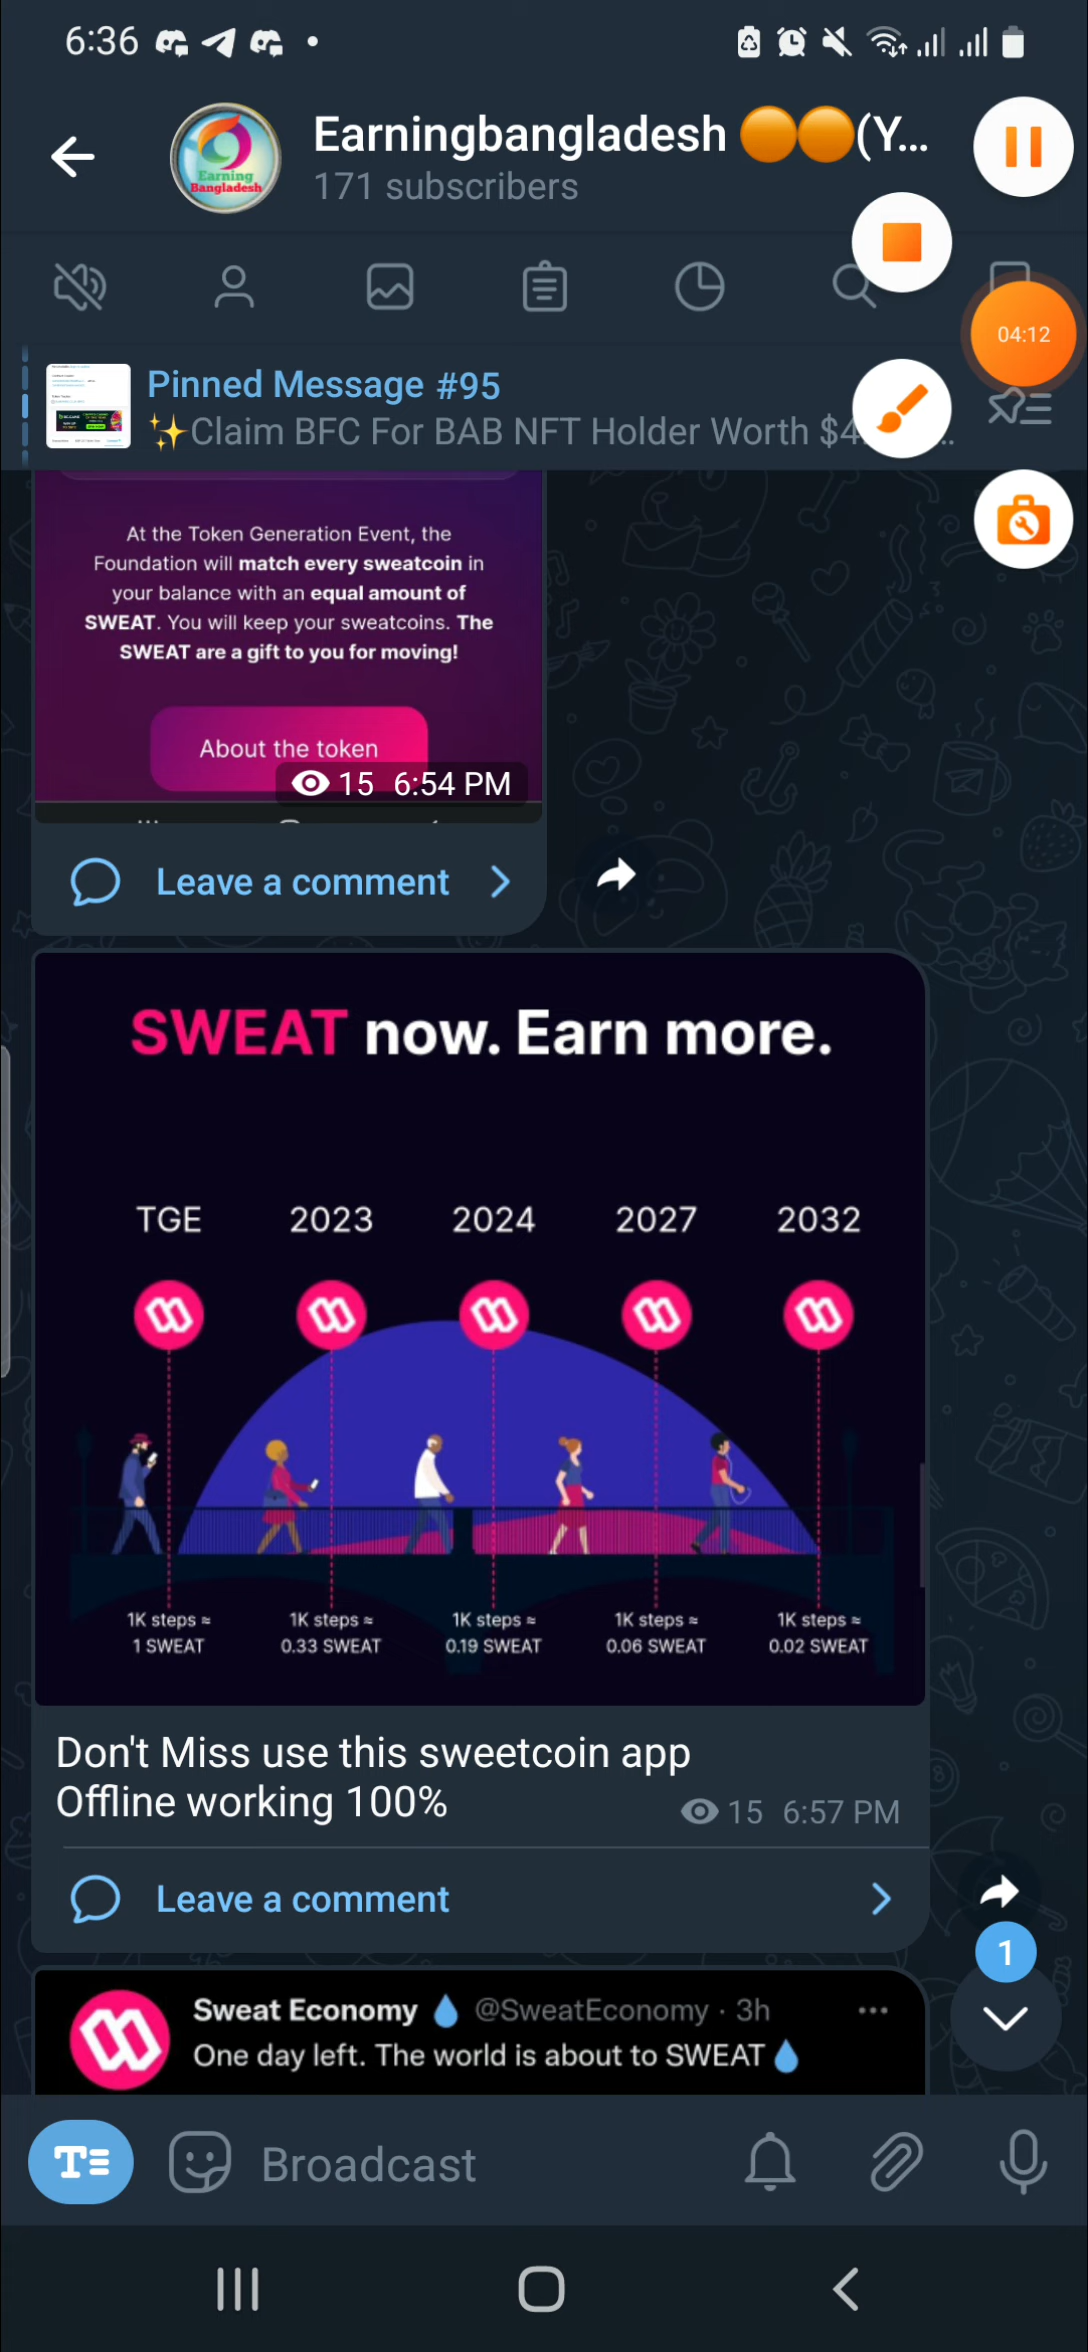 6:36
Earningbangladesh 🟠🟠(Y...
171 subscribers
Earning
Bangladesh
04:12
Pinned Message #95
✨Claim BFC For BAB NFT Holder Worth $4
At the Token Generation Event, the
Foundation will match every sweatcoin in
your balance with an equal amount of
SWEAT. You will keep your sweatcoins. The
SWEAT are a gift to you for moving!
About the token
15 6:54 PM
Leave a comment
SWEAT now. Earn more.
TGE 2023 2024 2027 2032
1K steps ≈ 1K steps ≈ 1K steps ≈ 1K steps ≈ 1K steps ≈
1 SWEAT 0.33 SWEAT 0.19 SWEAT 0.06 SWEAT 0.02 SWEAT
Don't Miss use this sweetcoin app
Offline working 100%
15 6:57 PM
Leave a comment
1
Sweat Economy 💧 @SweatEconomy · 3h
One day left. The world is about to SWEAT 💧
Broadcast